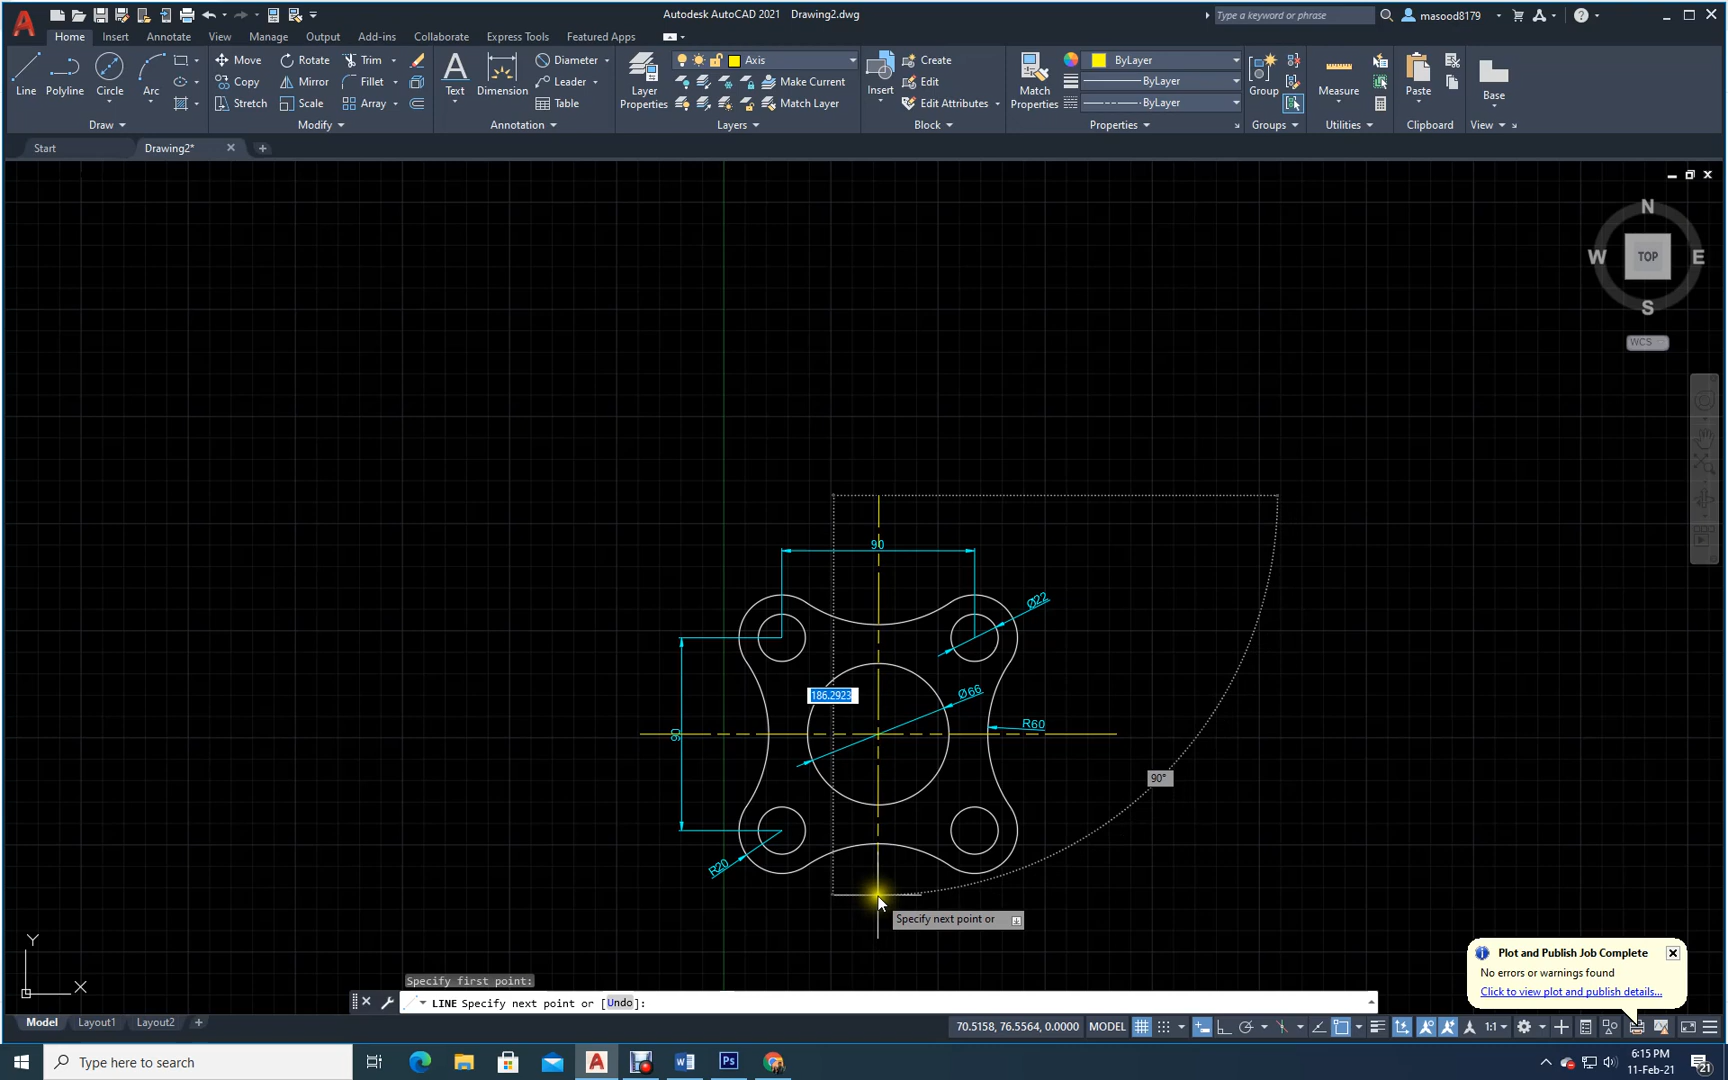 Autodesk AutoCAD 2021 Drawing2.dwg
Type a keyword or phrase
masood8179
Home Insert Annotate View Manage Output Add-ins Collaborate Express Tools Featured Apps
Line Polyline Circle Arc
Move Rotate Trim
Copy Mirror Fillet
Stretch Scale Array
Text Dimension
Diameter
Leader
Table
Layer Properties
Axis
Make Current
Match Layer
Insert
Create
Edit
Edit Attributes
Match Properties
ByLayer
ByLayer
ByLayer
Group
Measure
Paste
Base
Draw Modify Annotation Layers Block Properties Groups Utilities Clipboard View
Start Drawing2*
N
W TOP E
S
WCS
90
Ø22
186.2923
Ø66
R60
90
90°
R20
Specify next point or
Y
X
Plot and Publish Job Complete
No errors or warnings found
Click to view plot and publish details...
Specify first point:
LINE Specify next point or [Undo]:
Model Layout1 Layout2
70.5158, 76.5564, 0.0000 MODEL 1:1
Type here to search
6:15 PM
11-Feb-21
21